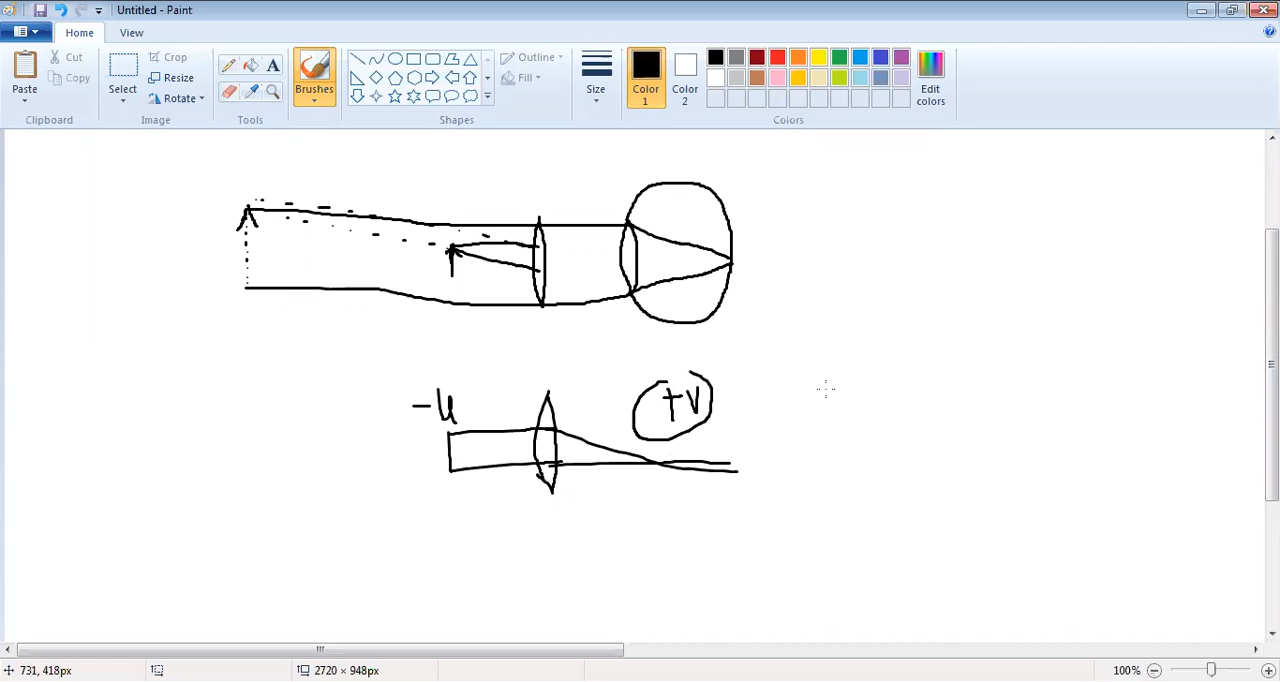 Untitled - Paint
Home
View
Paste
Cut
Copy
Clipboard
Select
Crop
Resize
Rotate
Image
A
Tools
Brushes
Outline
Fill
Shapes
Size
Color 1
Color 2
Edit colors
Colors
-u
+v
731, 418px
2720 × 948px
100%